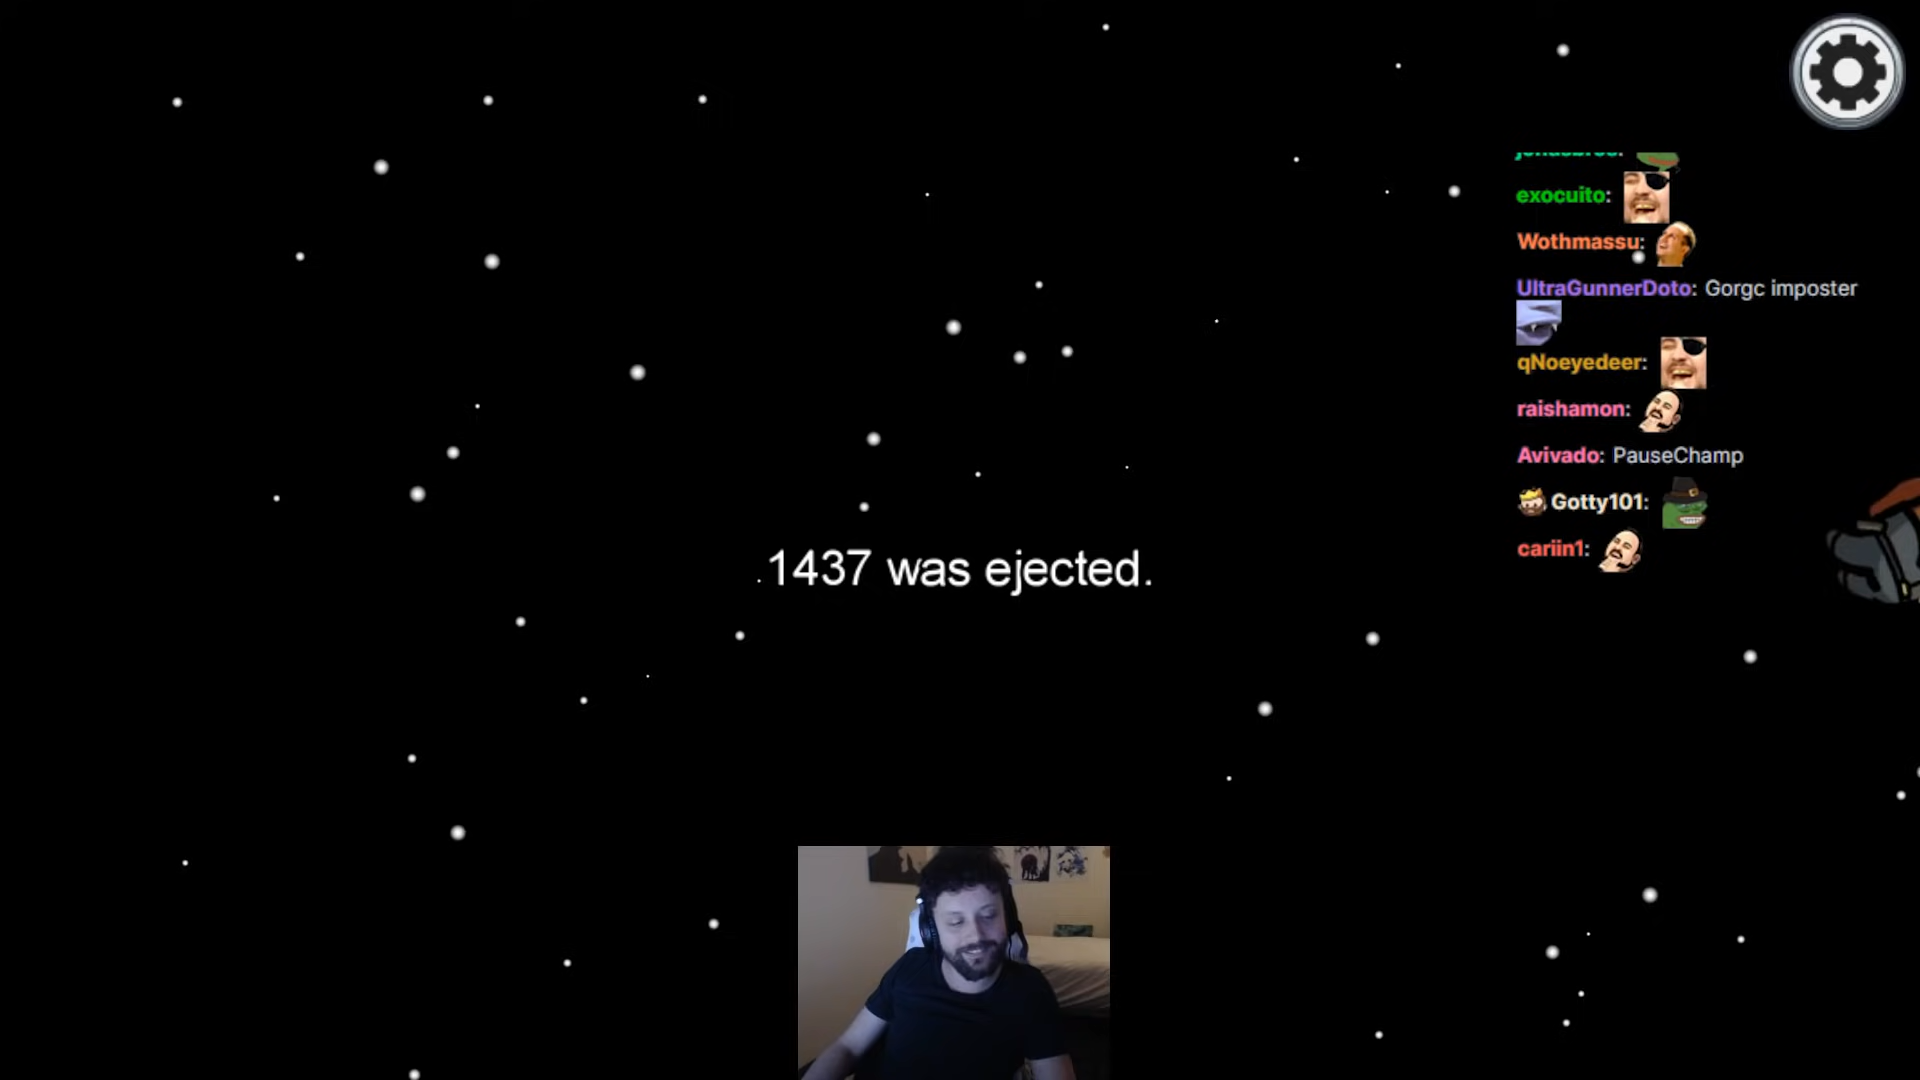 exocuito:
Wothmassu:
UltraGunnerDoto: Gorgc imposter
qNoeyedeer:
raishamon:
Avivado: PauseChamp
Gotty101:
cariin1:
1437 was ejected.